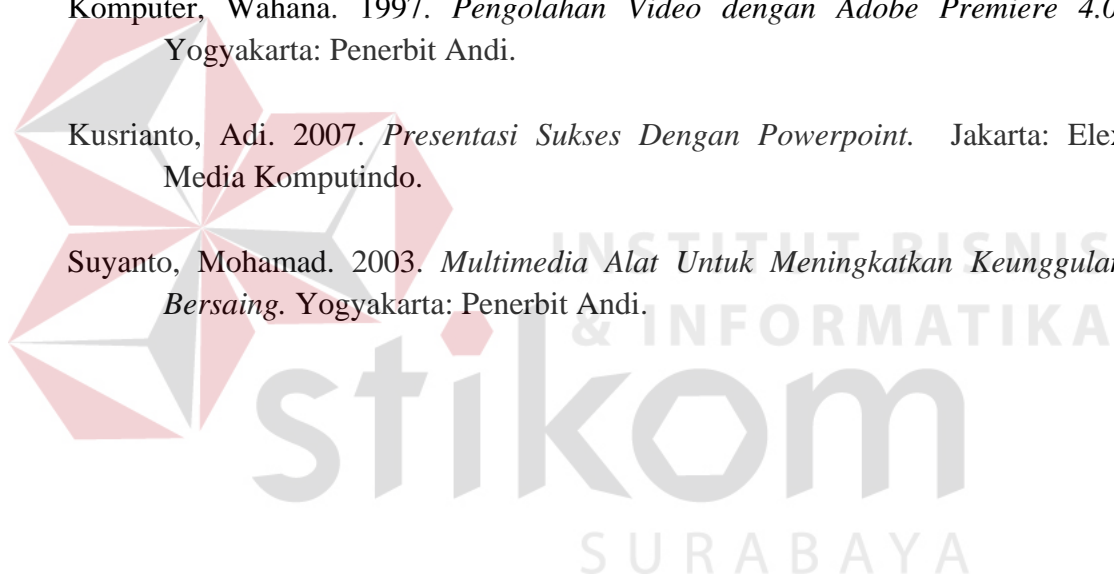 Komputer, Wahana. 1997. Pengolahan Video dengan Adobe Premiere 4.0
Yogyakarta: Penerbit Andi.
Kusrianto, Adi. 2007. Presentasi Sukses Dengan Powerpoint. Jakarta: Elex
Media Komputindo.
Suyanto, Mohamad. 2003. Multimedia Alat Untuk Meningkatkan Keunggulan
Bersaing. Yogyakarta: Penerbit Andi.
INSTITUT BISNIS
& INFORMATIKA
stikom
SURABAYA